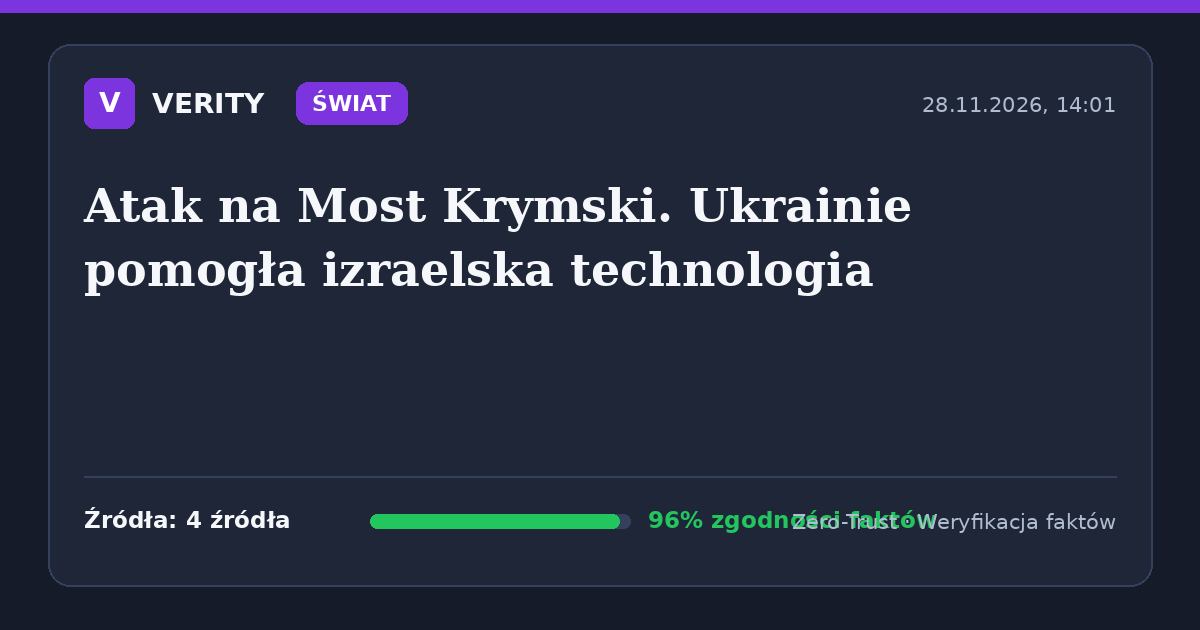 V VERITY ŚWIAT 28.11.2026, 14:01
Atak na Most Krymski. Ukrainie
pomogła izraelska technologia
Źródła: 4 źródła 96% zgodności faktów Zero-Trust · Weryfikacja faktów